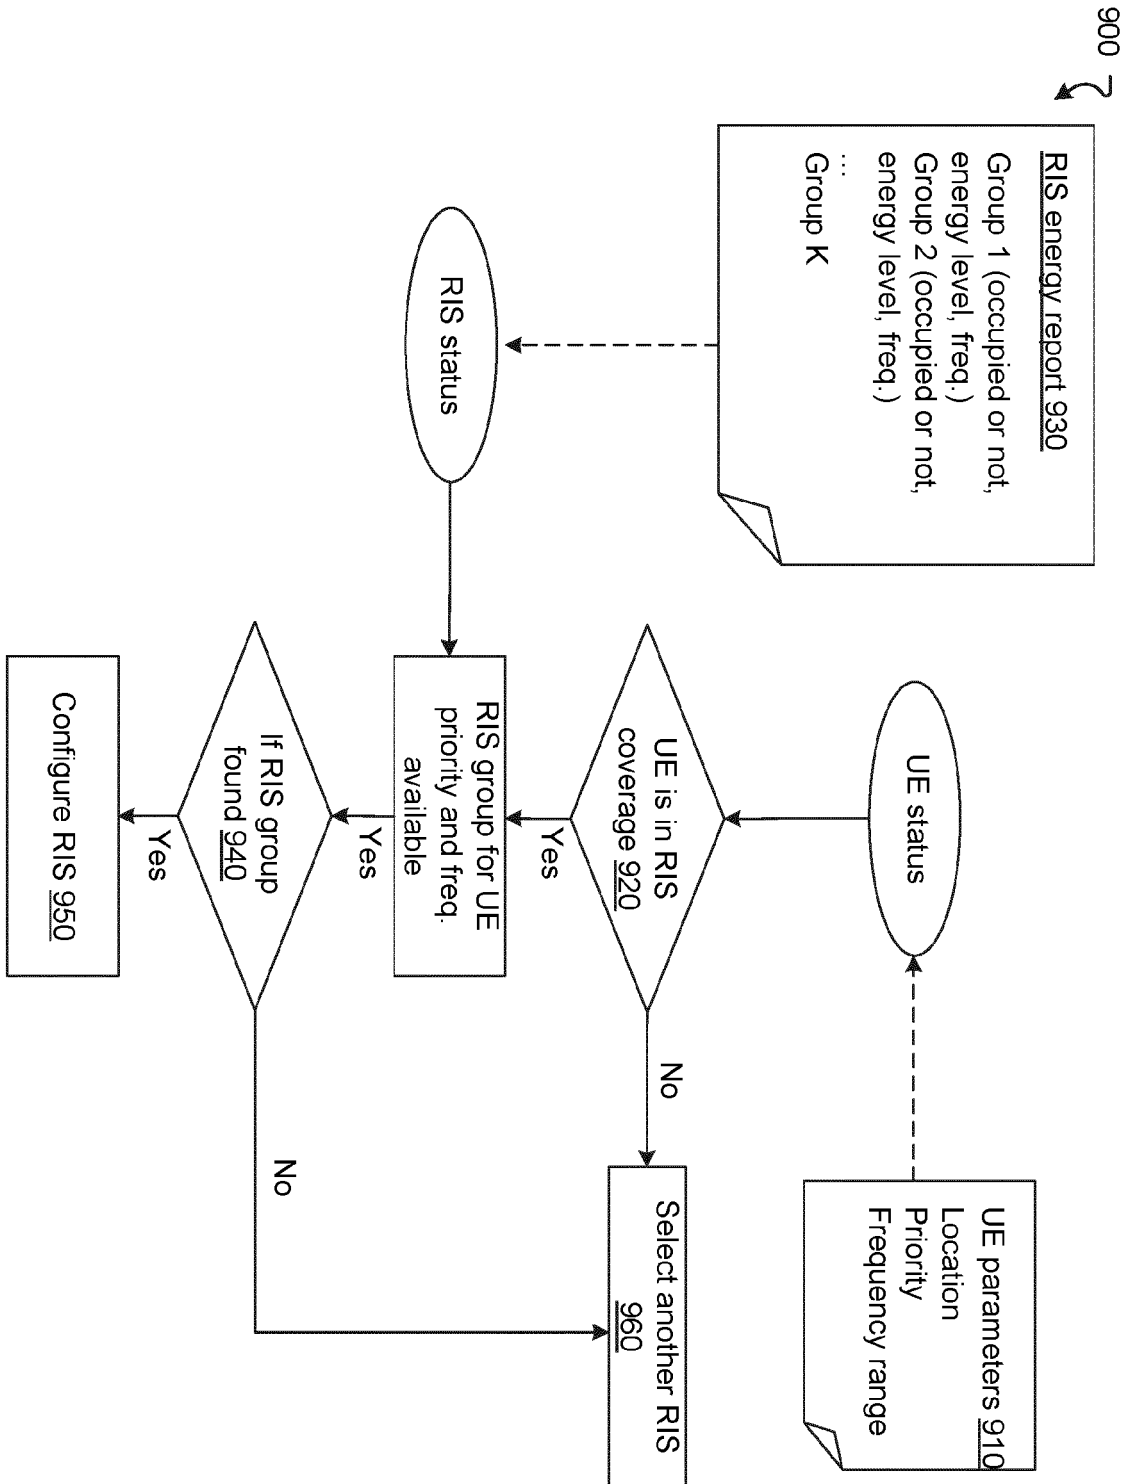 900
RIS energy report 930
Group 1 (occupied or not,
energy level, freq.)
Group 2 (occupied or not,
energy level, freq.)
...
Group K
UE status
UE parameters 910
Location
Priority
Frequency range
UE is in RIS
coverage 920
No
Yes
Select another RIS
960
RIS status
RIS group for UE
priority and freq.
available
Yes
If RIS group
found 940
No
Yes
Configure RIS 950